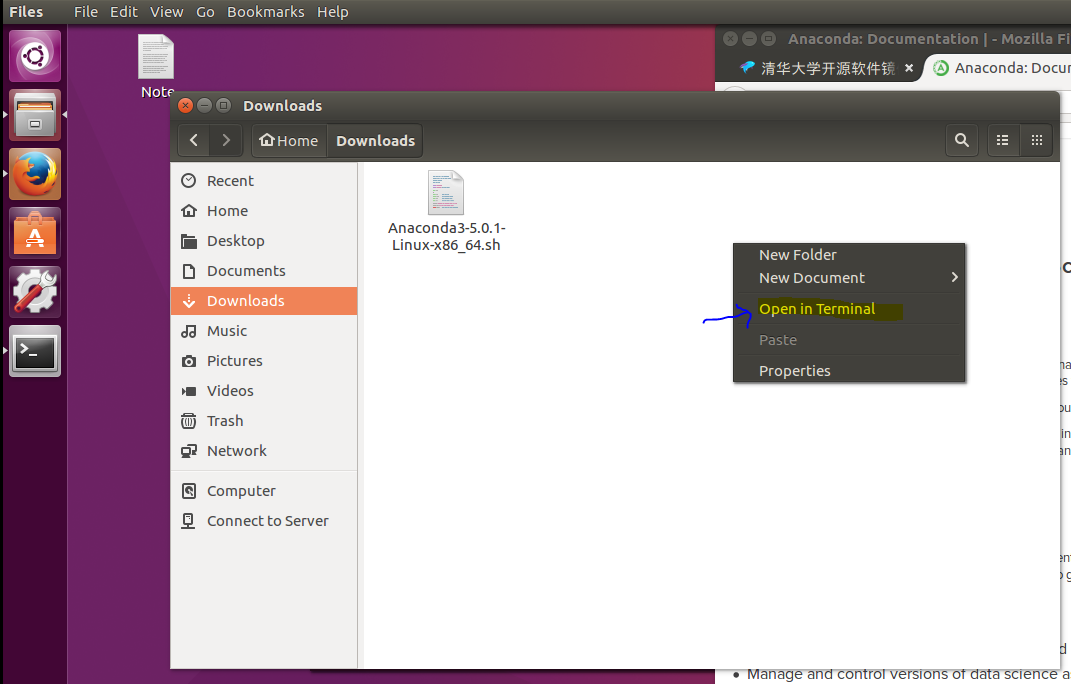 Files File Edit View Go Bookmarks Help
Note
Anaconda: Documentation | - Mozilla Fi
清华大学开源软件镜 × Anaconda: Docu
Downloads
Home Downloads
Recent
Home
Desktop
Documents
Downloads
Music
Pictures
Videos
Trash
Network
Computer
Connect to Server
Anaconda3-5.0.1-
Linux-x86_64.sh
New Folder
New Document
Open in Terminal
Paste
Properties
Manage and control versions of data science a